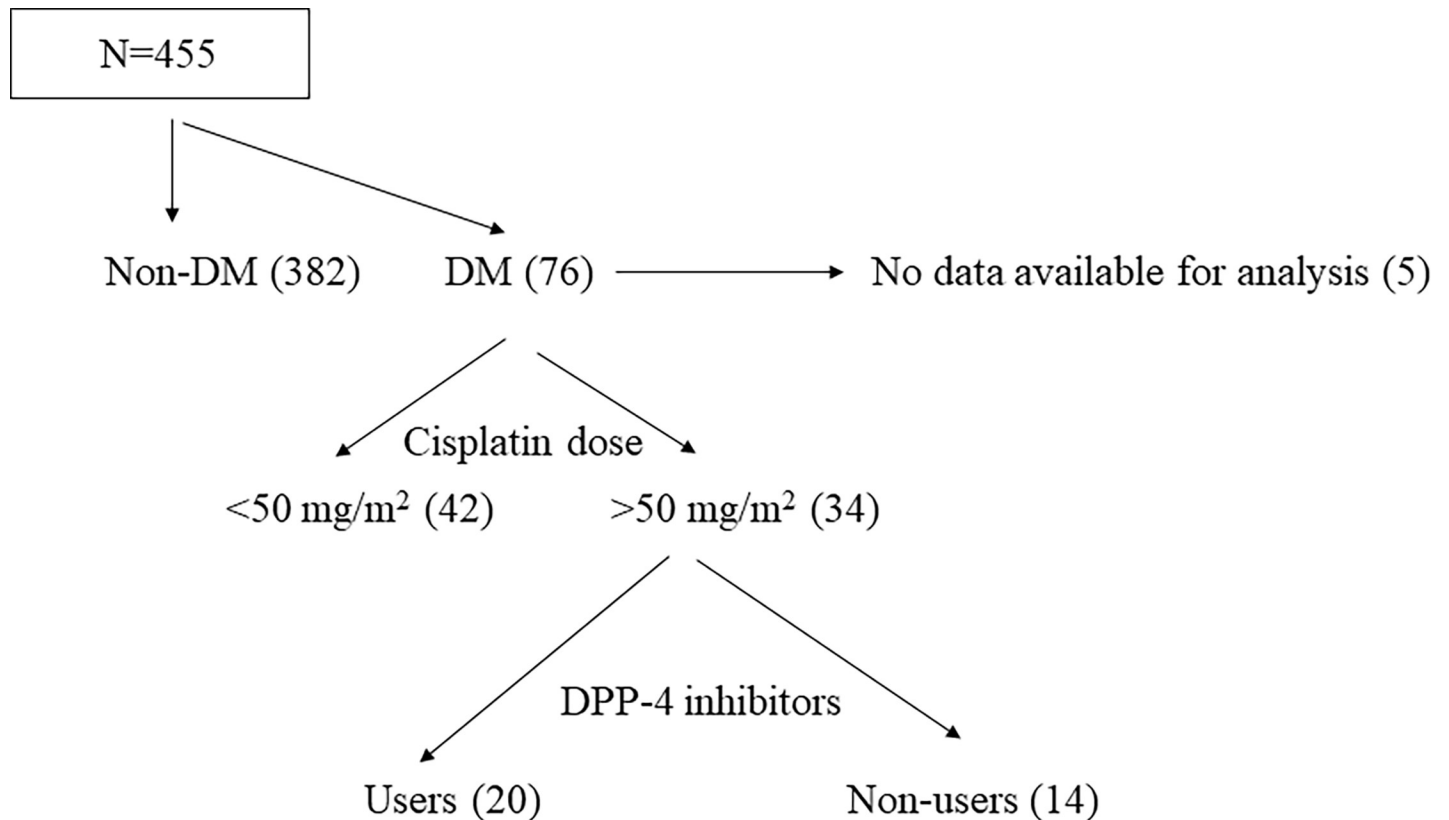 N=455
Non-DM (382)
DM (76)
No data available for analysis (5)
Cisplatin dose
<50 mg/m² (42)
>50 mg/m² (34)
DPP-4 inhibitors
Users (20)
Non-users (14)